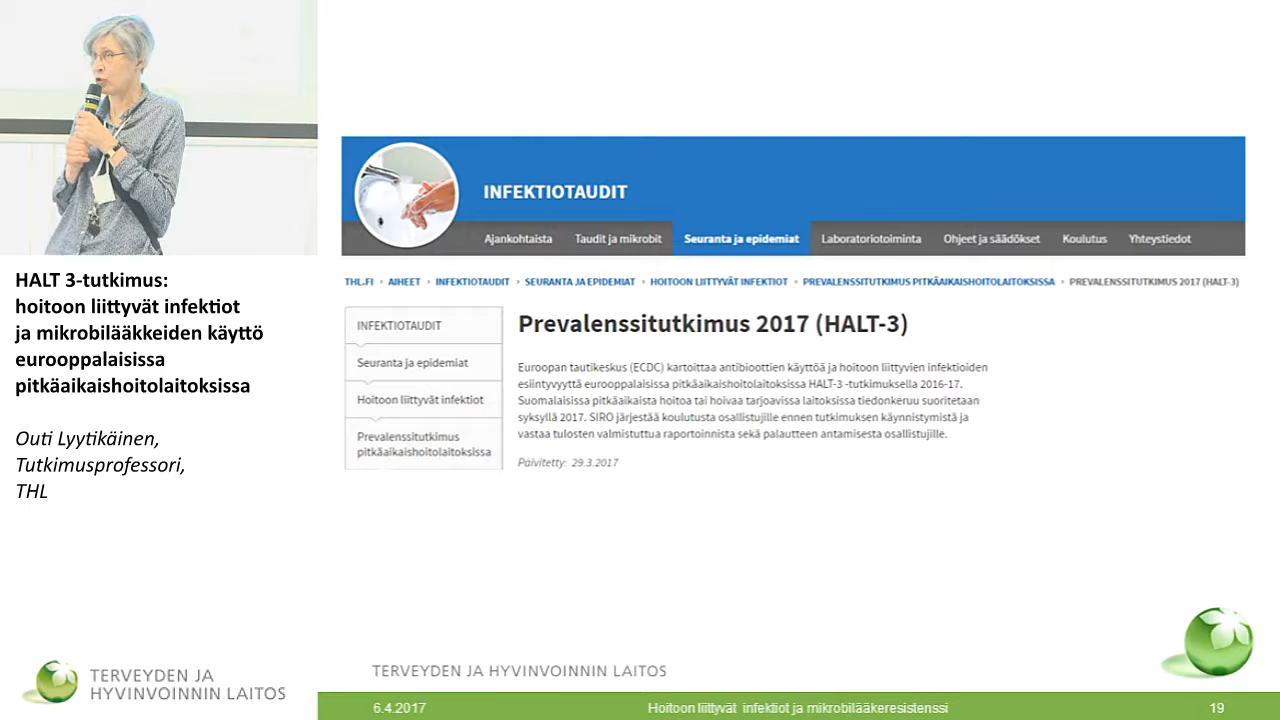 HALT 3-tutkimus:
hoitoon liittyvät infektiot
ja mikrobilääkkeiden käyttö
eurooppalaisissa
pitkäaikaishoitolaitoksissa
Outi Lyytikäinen,
Tutkimusprofessori,
THL
TERVEYDEN JA
HYVINVOINNIN LAITOS
INFEKTIOTAUDIT
Ajankohtaista Taudit ja mikrobit Seuranta ja epidemiat Laboratoriotoiminta Ohjeet ja säädökset Koulutus Yhteystiedot
THL.FI › AIHEET › INFEKTIOTAUDIT › SEURANTA JA EPIDEMIAT › HOITOON LIITTYVÄT INFEKTIOT › PREVALENSSITUTKIMUS PITKÄAIKAISHOITOLAITOKSISSA › PREVALENSSITUTKIMUS 2017 (HALT-3)
INFEKTIOTAUDIT
Seuranta ja epidemiat
Hoitoon liittyvät infektiot
Prevalenssitutkimus
pitkäaikaishoitolaitoksissa
Prevalenssitutkimus 2017 (HALT-3)
Euroopan tautikeskus (ECDC) kartoittaa antibioottien käyttöä ja hoitoon liittyvien infektioiden
esiintyvyyttä eurooppalaisissa pitkäaikaishoitolaitoksissa HALT-3 -tutkimuksella 2016-17.
Suomalaisissa pitkäaikaista hoitoa tai hoivaa tarjoavissa laitoksissa tiedonkeruu suoritetaan
syksyllä 2017. SIRO järjestää koulutusta osallistujille ennen tutkimuksen käynnistymistä ja
vastaa tulosten valmistuttua raportoinnista sekä palautteen antamisesta osallistujille.
Päivitetty: 29.3.2017
TERVEYDEN JA HYVINVOINNIN LAITOS
6.4.2017 Hoitoon liittyvät infektiot ja mikrobilääkeresistenssi 19